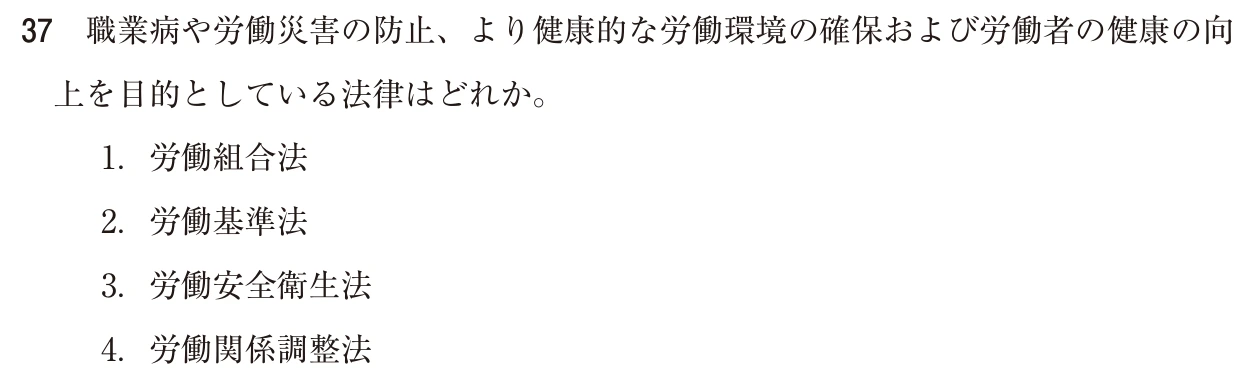 37 職業病や労働災害の防止、より健康的な労働環境の確保および労働者の健康の向
上を目的としている法律はどれか。
1. 労働組合法
2. 労働基準法
3. 労働安全衛生法
4. 労働関係調整法